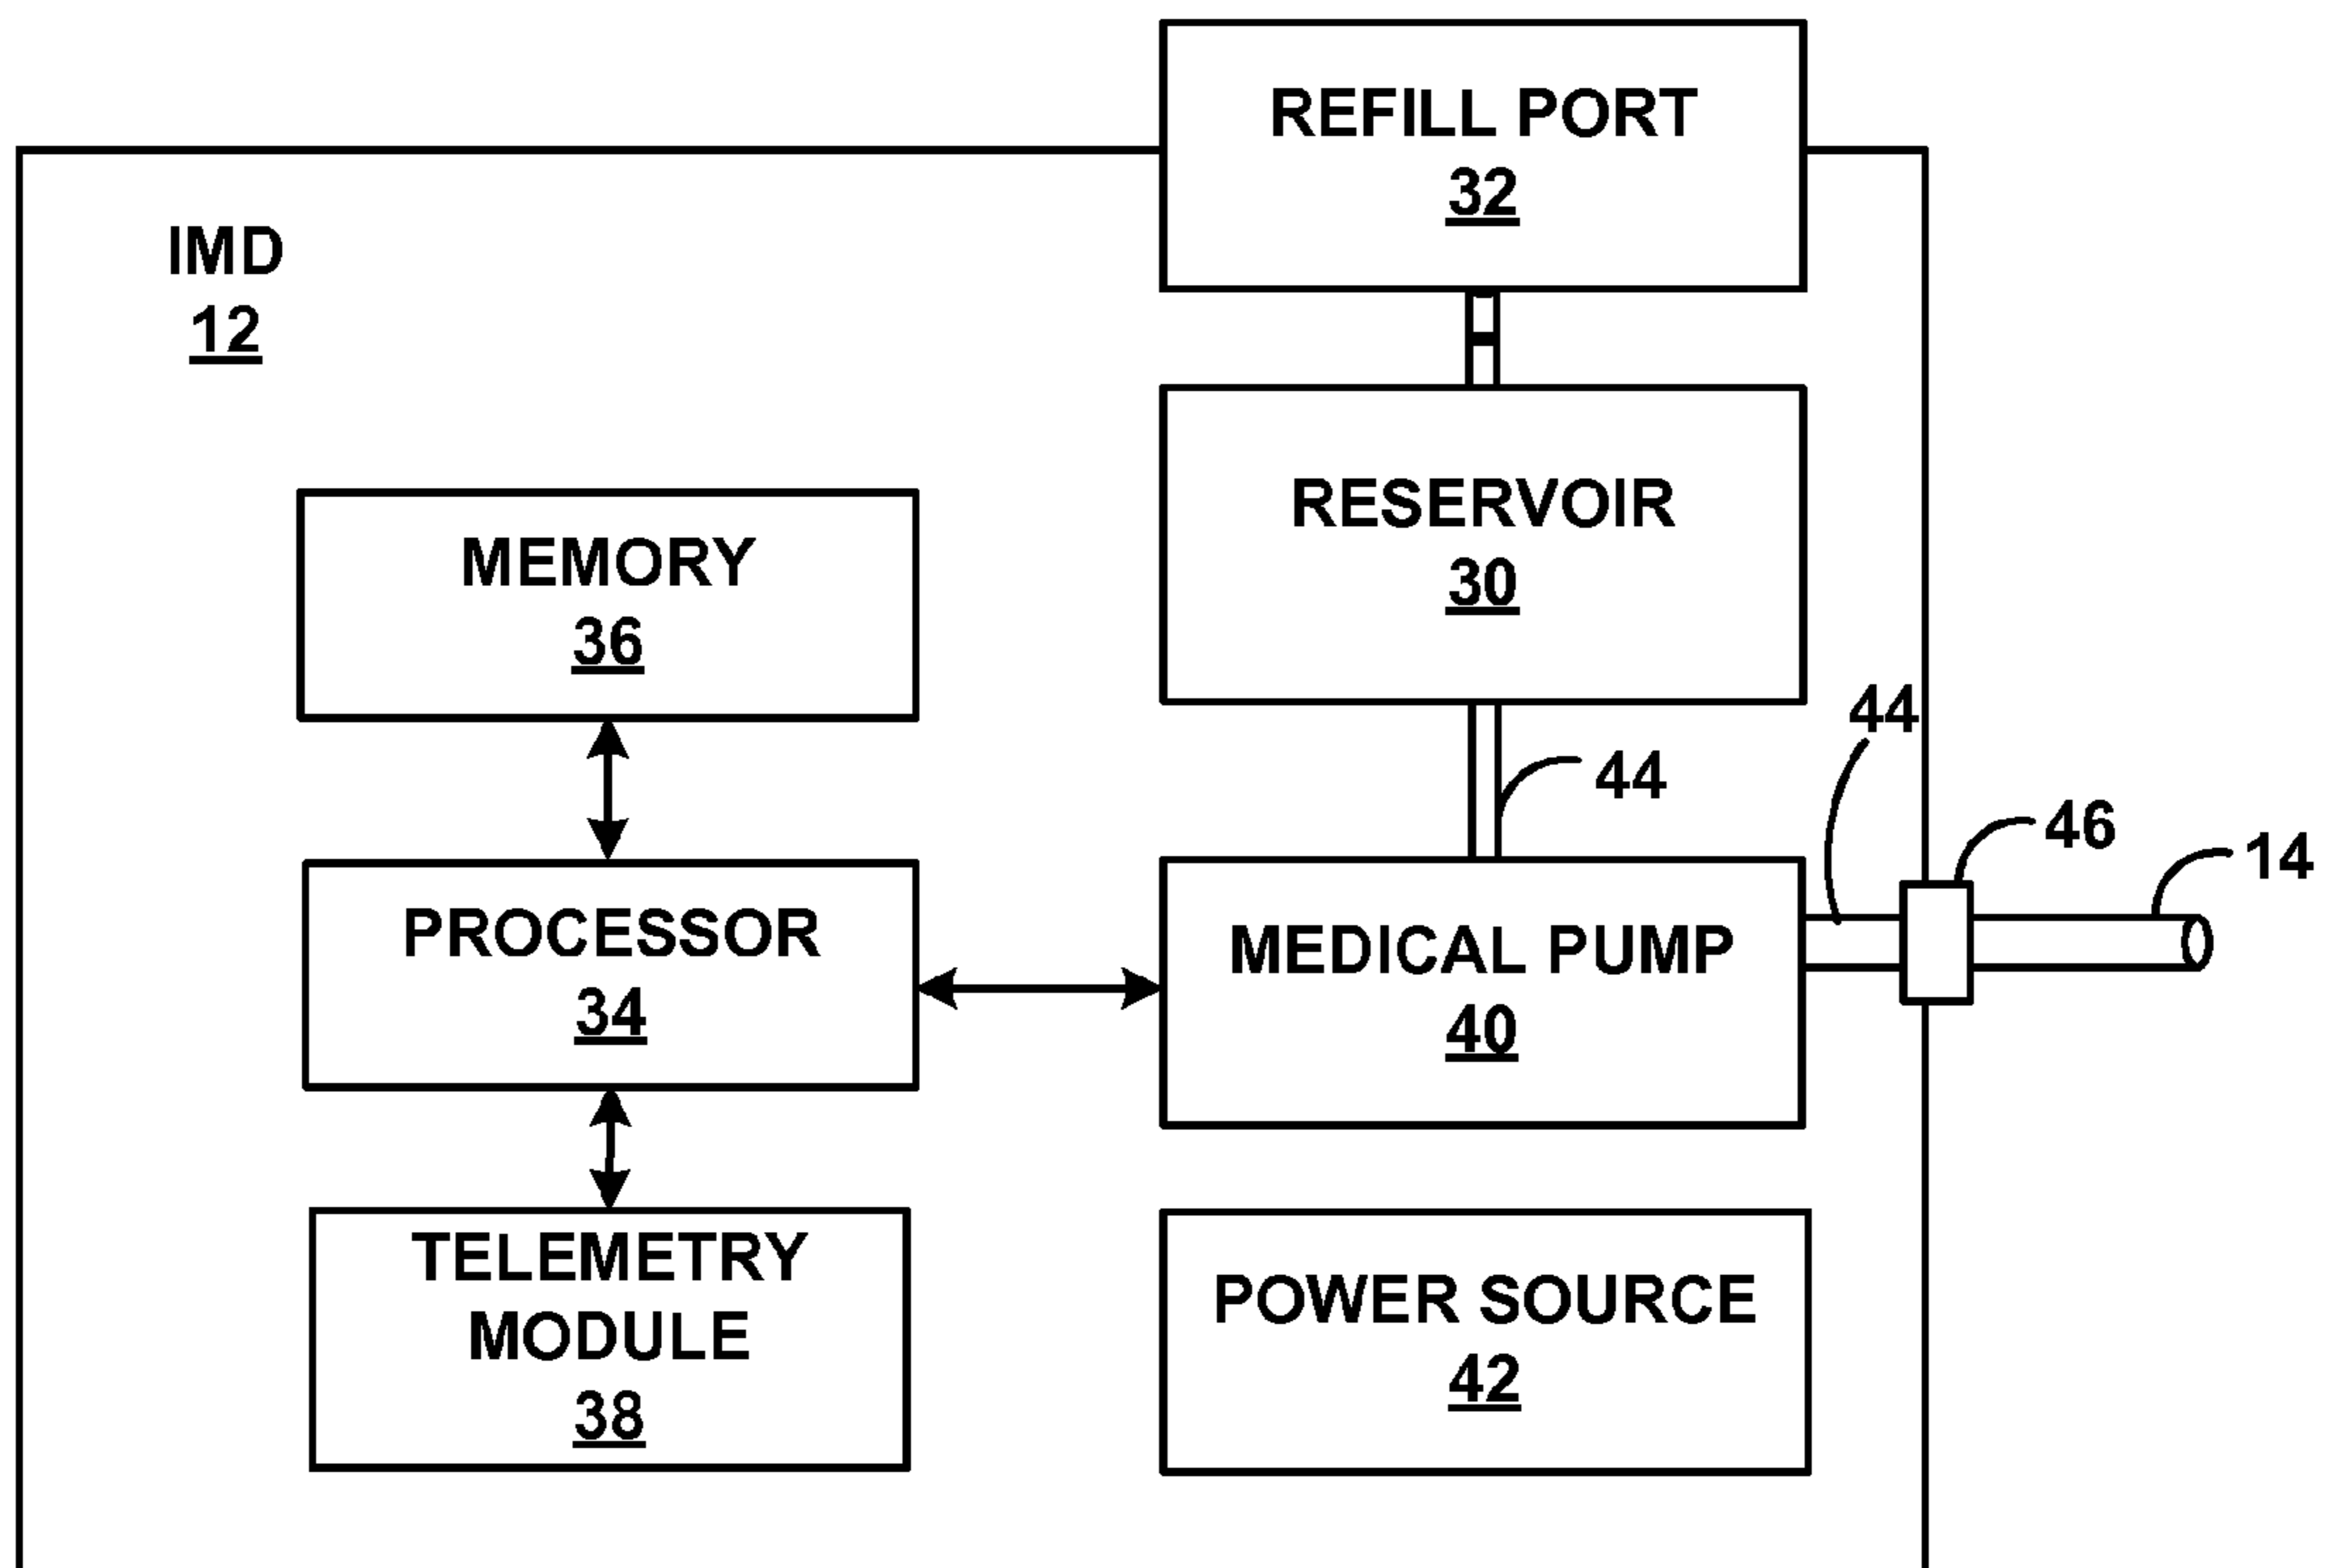 REFILL PORT
32
IMD
12
RESERVOIR
30
MEMORY
36
44
44
46
14
PROCESSOR
34
MEDICAL PUMP
40
TELEMETRY
MODULE
38
POWER SOURCE
42